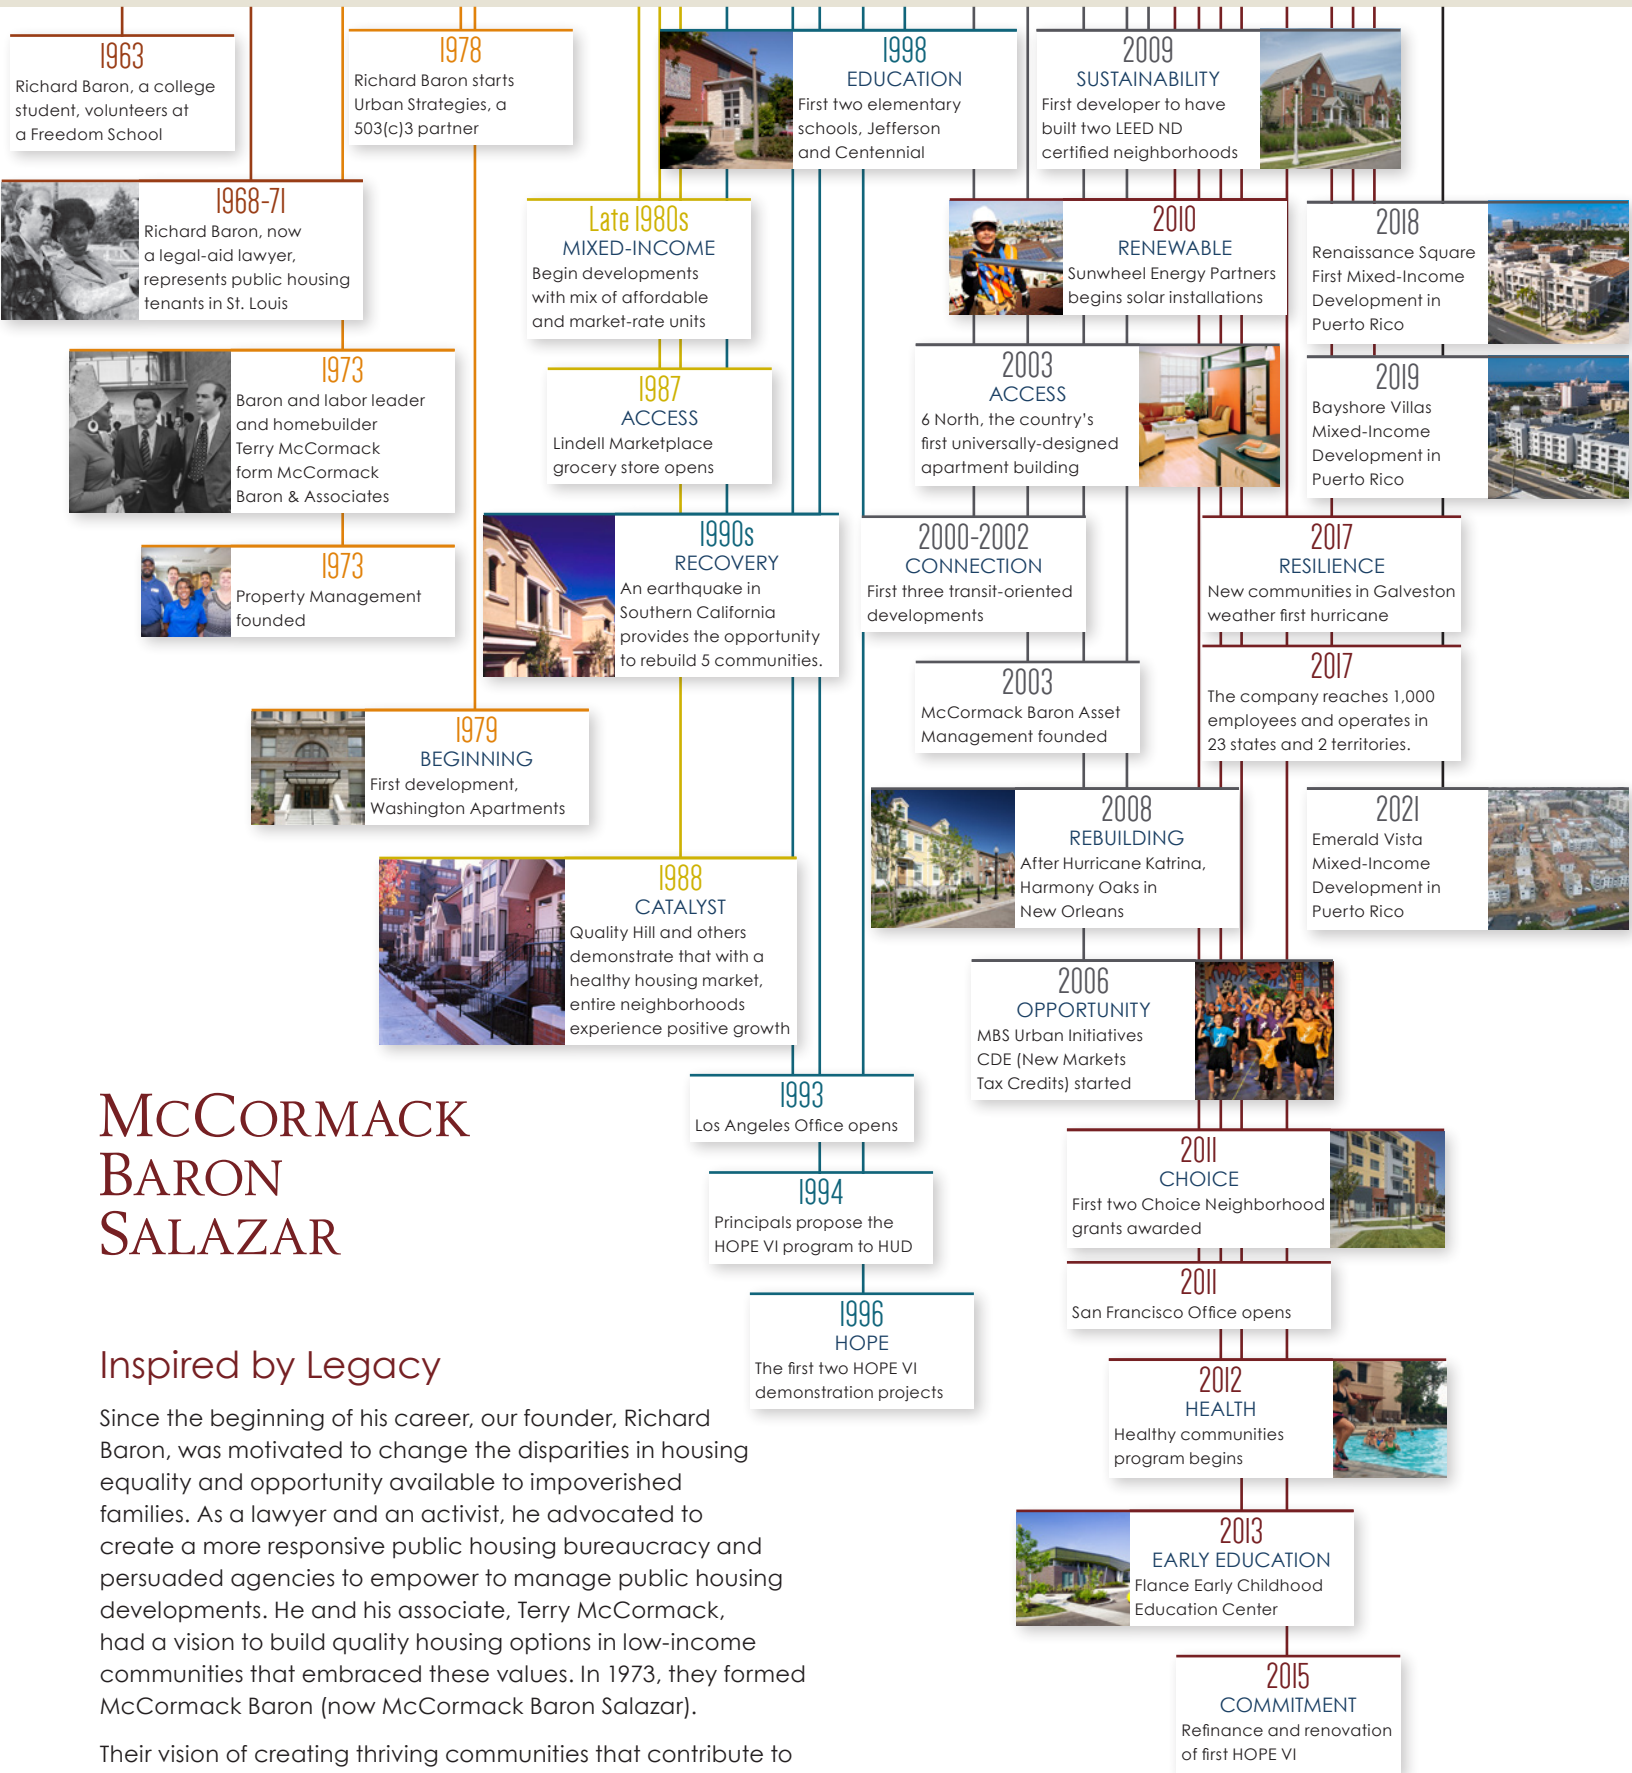 1963
Richard Baron, a college
student, volunteers at
a Freedom School
1968-71
Richard Baron, now
a legal-aid lawyer,
represents public housing
tenants in St. Louis
1973
Baron and labor leader
and homebuilder
Terry McCormack
form McCormack
Baron & Associates
1973
Property Management
founded
1978
Richard Baron starts
Urban Strategies, a
503(c)3 partner
1979
BEGINNING
First development,
Washington Apartments
Late 1980s
MIXED-INCOME
Begin developments
with mix of affordable
and market-rate units
1987
ACCESS
Lindell Marketplace
grocery store opens
1988
CATALYST
Quality Hill and others
demonstrate that with a
healthy housing market,
entire neighborhoods
experience positive growth
1998
EDUCATION
First two elementary
schools, Jefferson
and Centennial
1990s
RECOVERY
An earthquake in
Southern California
provides the opportunity
to rebuild 5 communities.
1993
Los Angeles Office opens
1994
Principals propose the
HOPE VI program to HUD
1996
HOPE
The first two HOPE VI
demonstration projects
2009
SUSTAINABILITY
First developer to have
built two LEED ND
certified neighborhoods
2010
RENEWABLE
Sunwheel Energy Partners
begins solar installations
2003
ACCESS
6 North, the country's
first universally-designed
apartment building
2000-2002
CONNECTION
First three transit-oriented
developments
2003
McCormack Baron Asset
Management founded
2008
REBUILDING
After Hurricane Katrina,
Harmony Oaks in
New Orleans
2006
OPPORTUNITY
MBS Urban Initiatives
CDE (New Markets
Tax Credits) started
2018
Renaissance Square
First Mixed-Income
Development in
Puerto Rico
2019
Bayshore Villas
Mixed-Income
Development in
Puerto Rico
2017
RESILIENCE
New communities in Galveston
weather first hurricane
2017
The company reaches 1,000
employees and operates in
23 states and 2 territories.
2021
Emerald Vista
Mixed-Income
Development in
Puerto Rico
2011
CHOICE
First two Choice Neighborhood
grants awarded
2011
San Francisco Office opens
2012
HEALTH
Healthy communities
program begins
2013
EARLY EDUCATION
Flance Early Childhood
Education Center
2015
COMMITMENT
Refinance and renovation
of first HOPE VI
MCCORMACK
BARON
SALAZAR
Inspired by Legacy
Since the beginning of his career, our founder, Richard
Baron, was motivated to change the disparities in housing
equality and opportunity available to impoverished
families. As a lawyer and an activist, he advocated to
create a more responsive public housing bureaucracy and
persuaded agencies to empower to manage public housing
developments. He and his associate, Terry McCormack,
had a vision to build quality housing options in low-income
communities that embraced these values. In 1973, they formed
McCormack Baron (now McCormack Baron Salazar).
Their vision of creating thriving communities that contribute to